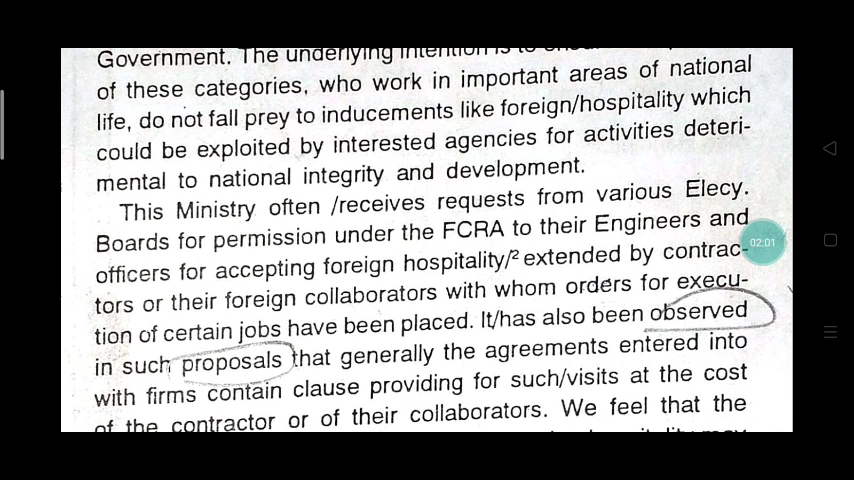 Government. The underlying intention is to
of these categories, who work in important areas of national
life, do not fall prey to inducements like foreign/hospitality which
could be exploited by interested agencies for activities deteri-
mental to national integrity and development.
This Ministry often /receives requests from various Elecy.
Boards for permission under the FCRA to their Engineers and
officers for accepting foreign hospitality/² extended by contrac-
tors or their foreign collaborators with whom orders for execu-
tion of certain jobs have been placed. It/has also been observed
in such proposals that generally the agreements entered into
with firms contain clause providing for such/visits at the cost
of the contractor or of their collaborators. We feel that the
02:01